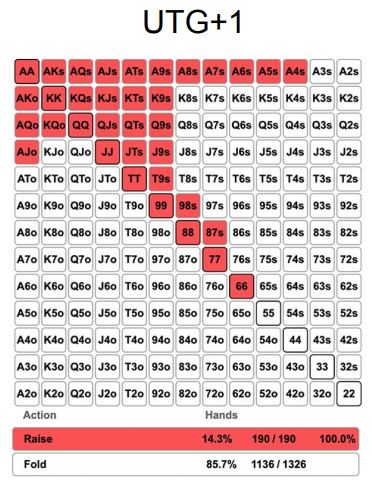 UTG+1
AA AKs AQs AJs ATs A9s A8s A7s A6s A5s A4s A3s A2s
AKo KK KQs KJs KTs K9s K8s K7s K6s K5s K4s K3s K2s
AQo KQo QQ QJs QTs Q9s Q8s Q7s Q6s Q5s Q4s Q3s Q2s
AJo KJo QJo JJ JTs J9s J8s J7s J6s J5s J4s J3s J2s
ATo KTo QTo JTo TT T9s T8s T7s T6s T5s T4s T3s T2s
A9o K9o Q9o J9o T9o 99 98s 97s 96s 95s 94s 93s 92s
A8o K8o Q8o J8o T8o 98o 88 87s 86s 85s 84s 83s 82s
A7o K7o Q7o J7o T7o 97o 87o 77 76s 75s 74s 73s 72s
A6o K6o Q6o J6o T6o 96o 86o 76o 66 65s 64s 63s 62s
A5o K5o Q5o J5o T5o 95o 85o 75o 65o 55 54s 53s 52s
A4o K4o Q4o J4o T4o 94o 84o 74o 64o 54o 44 43s 42s
A3o K3o Q3o J3o T3o 93o 83o 73o 63o 53o 43o 33 32s
A2o K2o Q2o J2o T2o 92o 82o 72o 62o 52o 42o 32o 22
Action Hands
Raise 14.3% 190 / 190 100.0%
Fold 85.7% 1136 / 1326